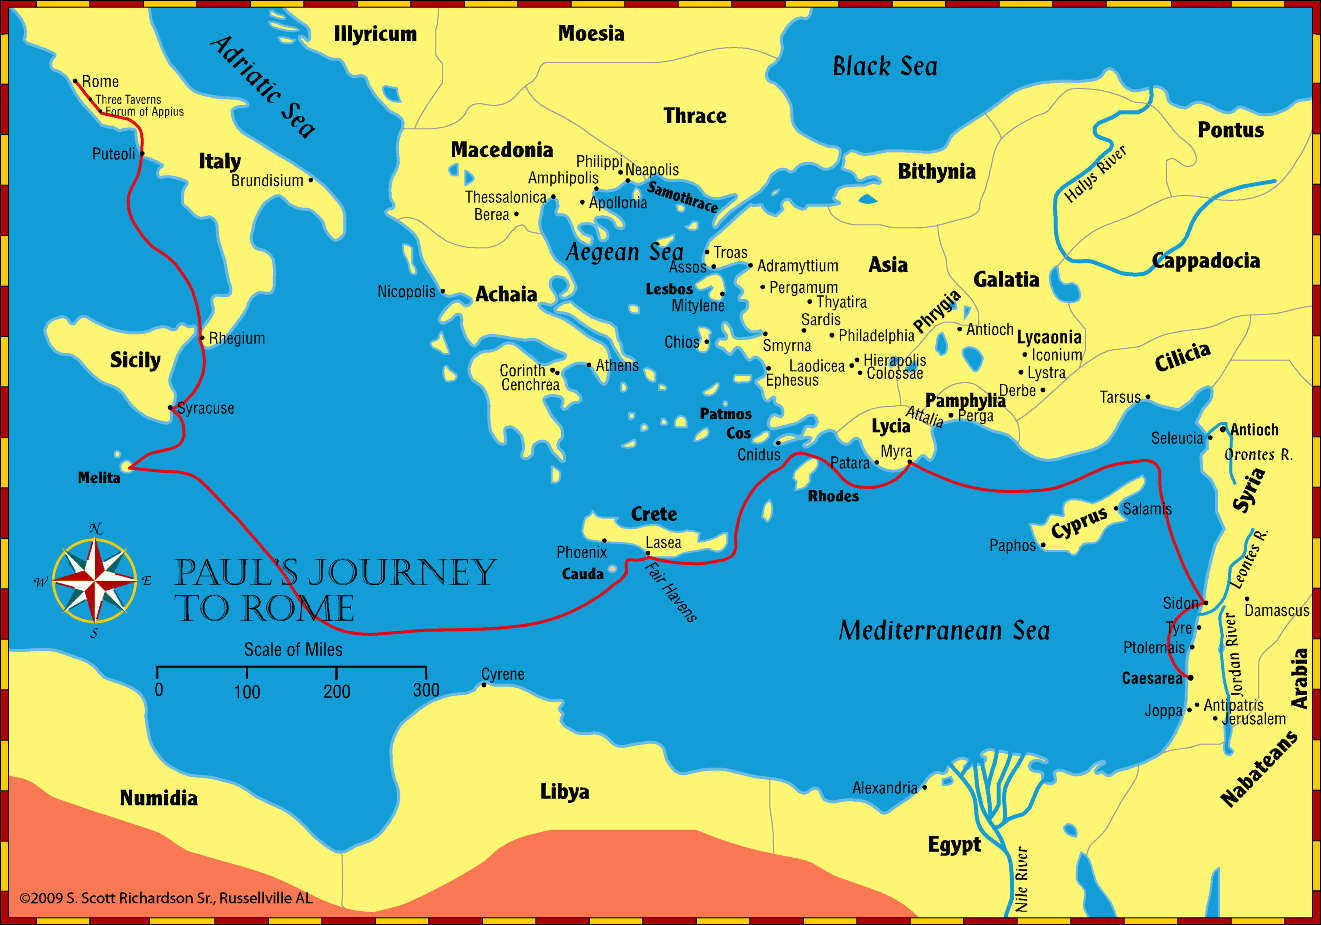 Illyricum
Moesia
Black Sea
Adriatic Sea
Rome
Three Taverns
Forum of Appius
Thrace
Pontus
Puteoli
Italy
Macedonia
Halys River
Brundisium
Philippi
Neapolis
Bithynia
Amphipolis
Samothrace
Thessalonica
Apollonia
Berea
Aegean Sea
Troas
Assos
Adramyttium
Asia
Cappadocia
Galatia
Nicopolis
Achaia
Lesbos
Mitylene
Pergamum
Thyatira
Phrygia
Sardis
Rhegium
Chios
Smyrna
Philadelphia
Antioch
Lycaonia
Iconium
Cilicia
Sicily
Corinth
Cenchrea
Athens
Ephesus
Laodicea
Hierapolis
Colossae
Lystra
Derbe
Tarsus
Syracuse
Patmos
Cos
Cnidus
Pamphylia
Attalia
Perga
Lycia
Seleucia
Antioch
Orontes R.
Melita
Patara
Myra
Rhodes
Syria
Crete
Cyprus
Salamis
Paphos
N
W
E
S
PAUL'S JOURNEY
TO ROME
Phoenix
Lasea
Cauda
Fair Havens
Leontes R.
Sidon
Damascus
Mediterranean Sea
Tyre
Jordan River
Ptolemais
Scale of Miles
0 100 200 300
Cyrene
Caesarea
Arabia
Joppa
Antipatris
Jerusalem
Nabateans
Alexandria
Numidia
Libya
Egypt
Nile River
©2009 S. Scott Richardson Sr., Russellville AL